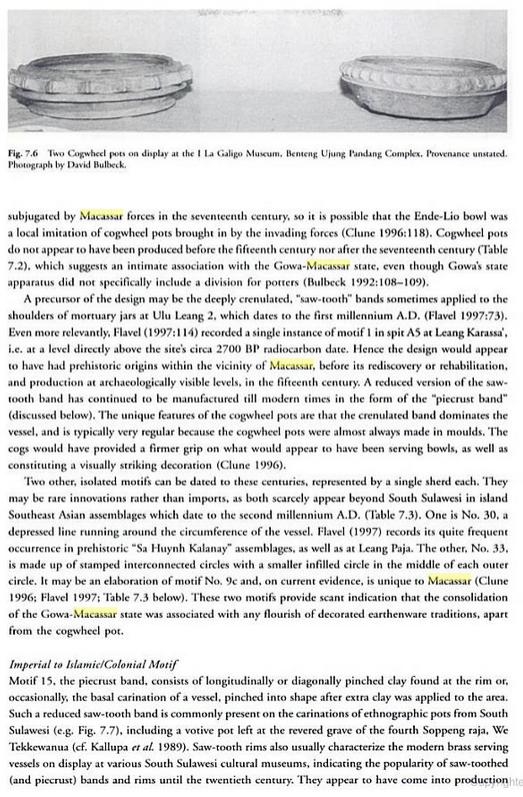 Fig. 7.6 Two Cogwheel pots on display at the I La Galigo Museum, Benteng Ujung Pandang Complex, Provenance unstated.
Photograph by David Bulbeck.
subjugated by Macassar forces in the seventeenth century, so it is possible that the Ende-Lio bowl was
a local imitation of cogwheel pots brought in by the invading forces (Clune 1996:118). Cogwheel pots
do not appear to have been produced before the fifteenth century nor after the seventeenth century (Table
7.2), which suggests an intimate association with the Gowa-Macassar state, even though Gowa's state
apparatus did not specifically include a division for potters (Bulbeck 1992:108–109).
A precursor of the design may be the deeply crenulated, "saw-tooth" bands sometimes applied to the
shoulders of mortuary jars at Ulu Leang 2, which dates to the first millennium A.D. (Flavel 1997:73).
Even more relevantly, Flavel (1997:114) recorded a single instance of motif 1 in spit A5 at Leang Karassa',
i.e. at a level directly above the site's circa 2700 BP radiocarbon date. Hence the design would appear
to have had prehistoric origins within the vicinity of Macassar, before its rediscovery or rehabilitation,
and production at archaeologically visible levels, in the fifteenth century. A reduced version of the saw-
tooth band has continued to be manufactured till modern times in the form of the "piecrust band"
(discussed below). The unique features of the cogwheel pots are that the crenulated band dominates the
vessel, and is typically very regular because the cogwheel pots were almost always made in moulds. The
cogs would have provided a firmer grip on what would appear to have been serving bowls, as well as
constituting a visually striking decoration (Clune 1996).
Two other, isolated motifs can be dated to these centuries, represented by a single sherd each. They
may be rare innovations rather than imports, as both scarcely appear beyond South Sulawesi in island
Southeast Asian assemblages which date to the second millennium A.D. (Table 7.3). One is No. 30, a
depressed line running around the circumference of the vessel. Flavel (1997) records its quite frequent
occurrence in prehistoric "Sa Huynh Kalanay" assemblages, as well as at Leang Paja. The other, No. 33,
is made up of stamped interconnected circles with a smaller infilled circle in the middle of each outer
circle. It may be an elaboration of motif No. 9c and, on current evidence, is unique to Macassar (Clune
1996; Flavel 1997; Table 7.3 below). These two motifs provide scant indication that the consolidation
of the Gowa-Macassar state was associated with any flourish of decorated earthenware traditions, apart
from the cogwheel pot.
Imperial to Islamic/Colonial Motif
Motif 15, the piecrust band, consists of longitudinally or diagonally pinched clay found at the rim or,
occasionally, the basal carination of a vessel, pinched into shape after extra clay was applied to the area.
Such a reduced saw-tooth band is commonly present on the carinations of ethnographic pots from South
Sulawesi (e.g. Fig. 7.7), including a votive pot left at the revered grave of the fourth Soppeng raja, We
Tekkewanua (cf. Kallupa et al. 1989). Saw-tooth rims also usually characterize the modern brass serving
vessels on display at various South Sulawesi cultural museums, indicating the popularity of saw-toothed
(and piecrust) bands and rims until the twentieth century. They appear to have come into production